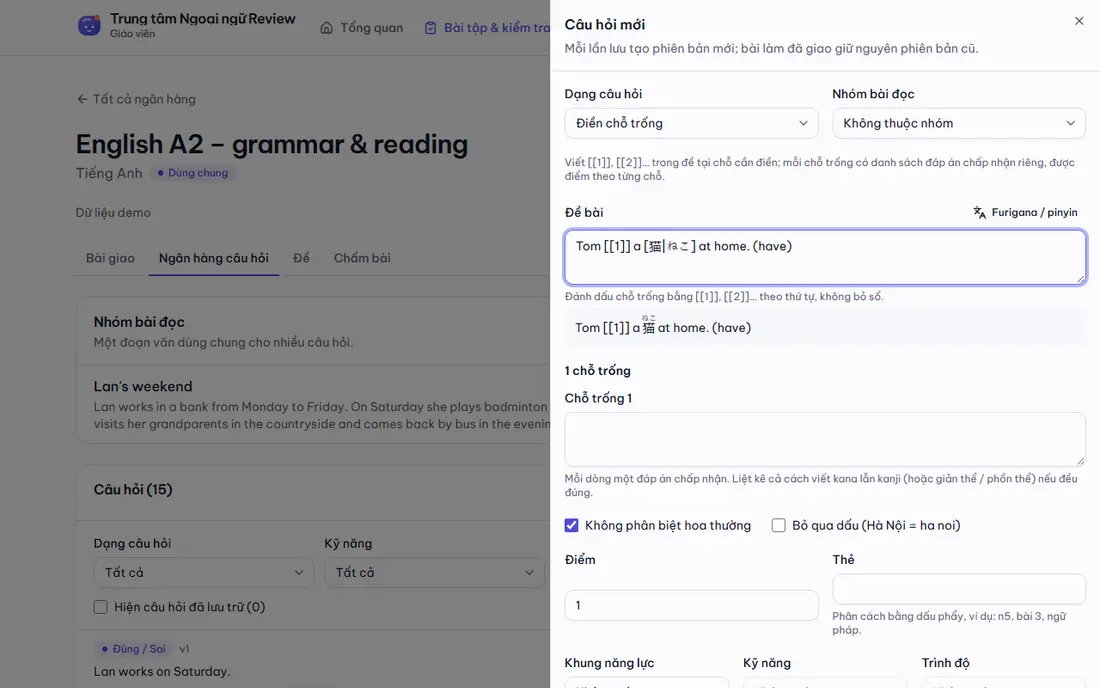 Trung tâm Ngoại ngữ Review
Giáo viên
Tổng quan
Bài tập & kiểm tra
← Tất cả ngân hàng
English A2 – grammar & reading
Tiếng Anh
Dùng chung
Dữ liệu demo
Bài giao
Ngân hàng câu hỏi
Đề
Chấm bài
Nhóm bài đọc
Một đoạn văn dùng chung cho nhiều câu hỏi.
Lan's weekend
Lan works in a bank from Monday to Friday. On Saturday she plays badminton
visits her grandparents in the countryside and comes back by bus in the evenin
Câu hỏi (15)
Dạng câu hỏi
Kỹ năng
Tất cả
Tất cả
Hiện câu hỏi đã lưu trữ (0)
Đúng / Sai v1
Lan works on Saturday.
Câu hỏi mới
Mỗi lần lưu tạo phiên bản mới; bài làm đã giao giữ nguyên phiên bản cũ.
Dạng câu hỏi
Nhóm bài đọc
Điền chỗ trống
Không thuộc nhóm
Viết [[1]], [[2]]… trong đề tại chỗ cần điền; mỗi chỗ trống có danh sách đáp án chấp nhận riêng, được
điểm theo từng chỗ.
Đề bài
Furigana / pinyin
Tom [[1]] a [猫|ねこ] at home. (have)
Đánh dấu chỗ trống bằng [[1]], [[2]]… theo thứ tự, không bỏ số.
ねこ
Tom [[1]] a 猫 at home. (have)
1 chỗ trống
Chỗ trống 1
Mỗi dòng một đáp án chấp nhận. Liệt kê cả cách viết kana lẫn kanji (hoặc giản thể / phồn thể) nếu đều
đúng.
Không phân biệt hoa thường
Bỏ qua dấu (Hà Nội = ha noi)
Điểm
Thẻ
1
Phân cách bằng dấu phẩy, ví dụ: n5, bài 3, ngữ
pháp.
Khung năng lực
Kỹ năng
Trình độ